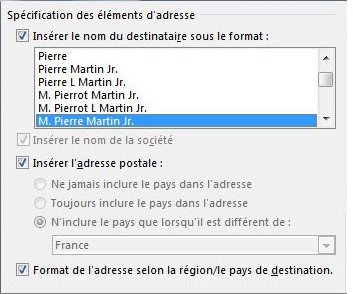 Spécification des éléments d'adresse
Insérer le nom du destinataire sous le format :
Pierre
Pierre Martin Jr.
Pierre L Martin Jr.
M. Pierrot Martin Jr.
M. Pierrot L Martin Jr.
M. Pierre Martin Jr.
Insérer le nom de la société
Insérer l'adresse postale :
Ne jamais inclure le pays dans l'adresse
Toujours inclure le pays dans l'adresse
N'inclure le pays que lorsqu'il est différent de :
France
Format de l'adresse selon la région/le pays de destination.